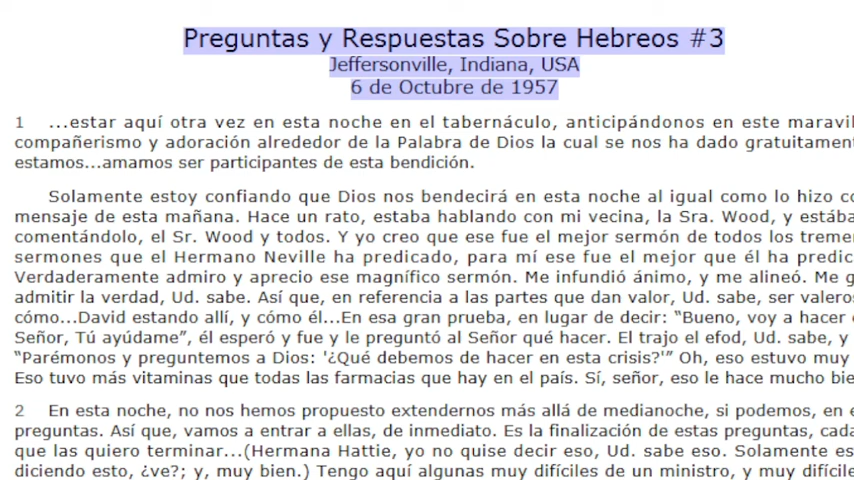 Preguntas y Respuestas Sobre Hebreos #3
Jeffersonville, Indiana, USA
6 de Octubre de 1957
1 ...estar aquí otra vez en esta noche en el tabernáculo, anticipándonos en este
compañerismo y adoración alrededor de la Palabra de Dios la cual se nos ha dado
estamos...amamos ser participantes de esta bendición.
Solamente estoy confiando que Dios nos bendecirá en esta noche al igual como lo hizo
mensaje de esta mañana. Hace un rato, estaba hablando con mi vecina, la Sra. Wood, y
comentándolo, el Sr. Wood y todos. Y yo creo que ese fue el mejor sermón de todos los
sermones que el Hermano Neville ha predicado, para mí ese fue el mejor que él ha
Verdaderamente admiro y aprecio ese magnífico sermón. Me infundió ánimo, y me alineó. Me
admitir la verdad, Ud. sabe. Así que, en referencia a las partes que dan valor, Ud. sabe, ser
cómo...David estando allí, y cómo él...En esa gran prueba, en lugar de decir: “Bueno, voy a hacer
Señor, Tú ayúdame”, él esperó y fue y le preguntó al Señor qué hacer. El trajo el efod, Ud. sabe, y
“Parémonos y preguntemos a Dios: '¿Qué debemos de hacer en esta crisis?'” Oh, eso estuvo muy
Eso tuvo más vitaminas que todas las farmacias que hay en el país. Sí, señor, eso le hace mucho
2 En esta noche, no nos hemos propuesto extendernos más allá de medianoche, si podemos, en
preguntas. Así que, vamos a entrar a ellas, de inmediato. Es la finalización de estas preguntas,
que las quiero terminar...(Hermana Hattie, yo no quise decir eso, Ud. sabe eso. Solamente
diciendo esto, ¿ve?; y, muy bien.) Tengo aquí algunas muy difíciles de un ministro, y muy